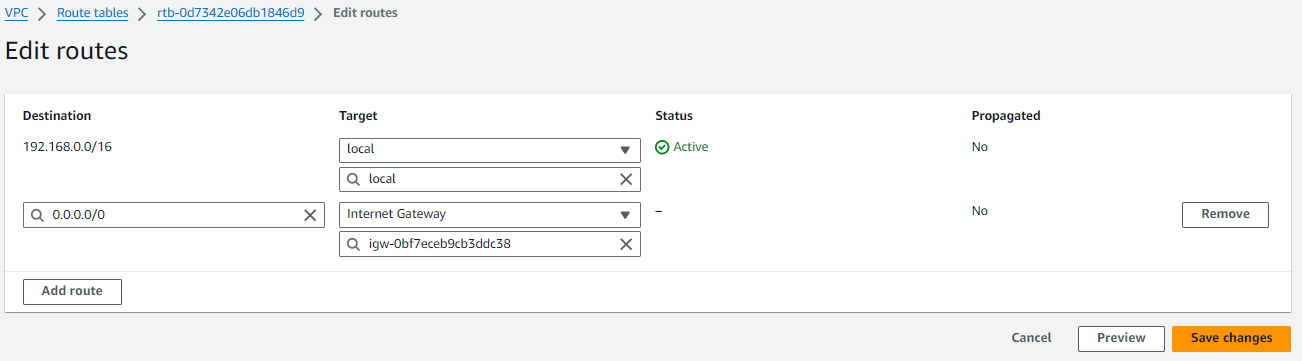 VPC > Route tables > rtb-0d7342e06db1846d9 > Edit routes
Edit routes
Destination Target Status Propagated
192.168.0.0/16 local Active No
local
0.0.0.0/0 Internet Gateway – No Remove
igw-0bf7eceb9cb3ddc38
Add route
Cancel Preview Save changes